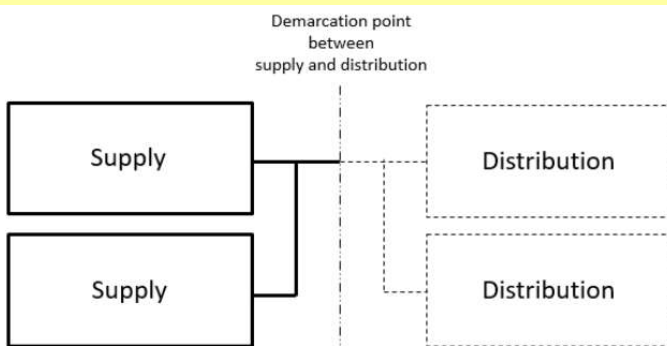 Demarcation point
between
supply and distribution
Supply
Distribution
Supply
Distribution